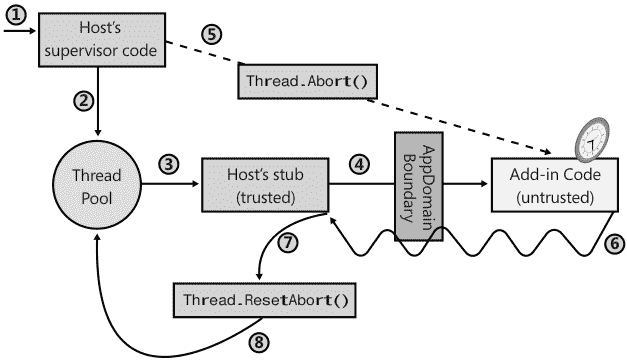 1
Host's
supervisor code
5
Thread.Abort()
2
Thread
Pool
3
Host's stub
(trusted)
4
AppDomain
Boundary
Add-in Code
(untrusted)
6
7
Thread.ResetAbort()
8